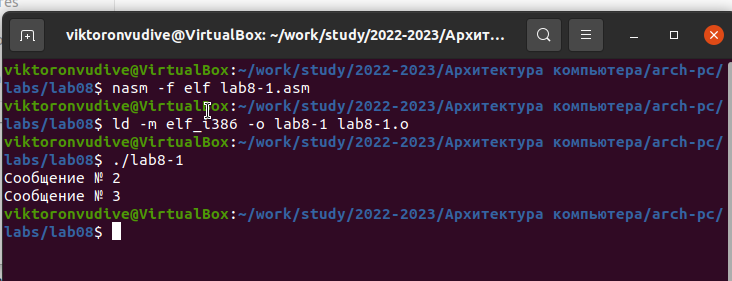 res
viktoronvudive@VirtualBox: ~/work/study/2022-2023/Архит…
viktoronvudive@VirtualBox:~/work/study/2022-2023/Архитектура компьютера/arch-pc/
labs/lab08$ nasm -f elf lab8-1.asm
viktoronvudive@VirtualBox:~/work/study/2022-2023/Архитектура компьютера/arch-pc/
labs/lab08$ ld -m elf_i386 -o lab8-1 lab8-1.o
viktoronvudive@VirtualBox:~/work/study/2022-2023/Архитектура компьютера/arch-pc/
labs/lab08$ ./lab8-1
Сообщение № 2
Сообщение № 3
viktoronvudive@VirtualBox:~/work/study/2022-2023/Архитектура компьютера/arch-pc/
labs/lab08$